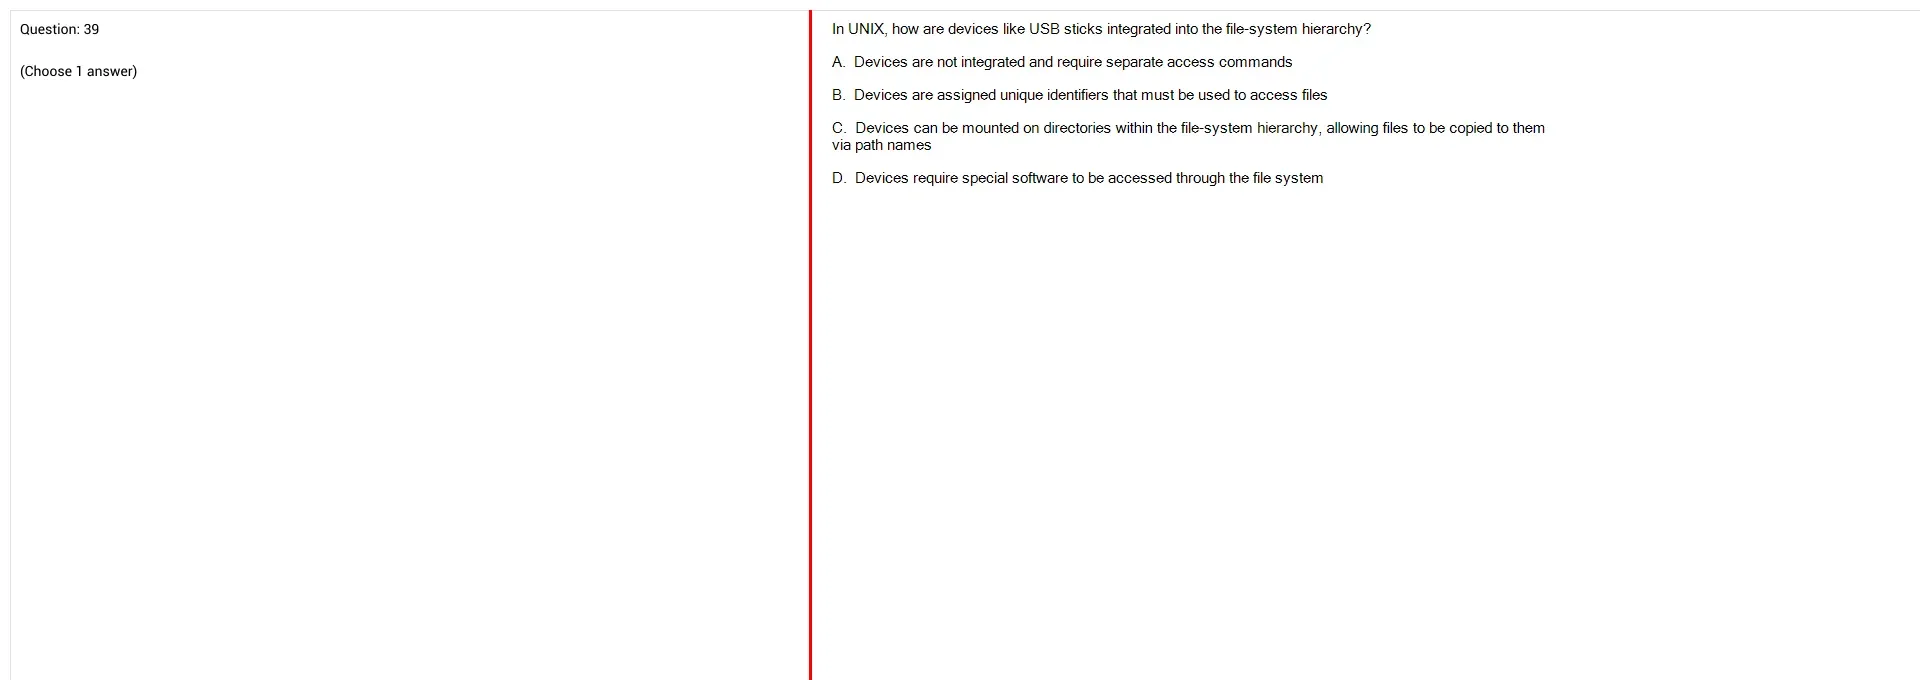 Question: 39
(Choose 1 answer)
In UNIX, how are devices like USB sticks integrated into the file-system hierarchy?
A. Devices are not integrated and require separate access commands
B. Devices are assigned unique identifiers that must be used to access files
C. Devices can be mounted on directories within the file-system hierarchy, allowing files to be copied to them
via path names
D. Devices require special software to be accessed through the file system